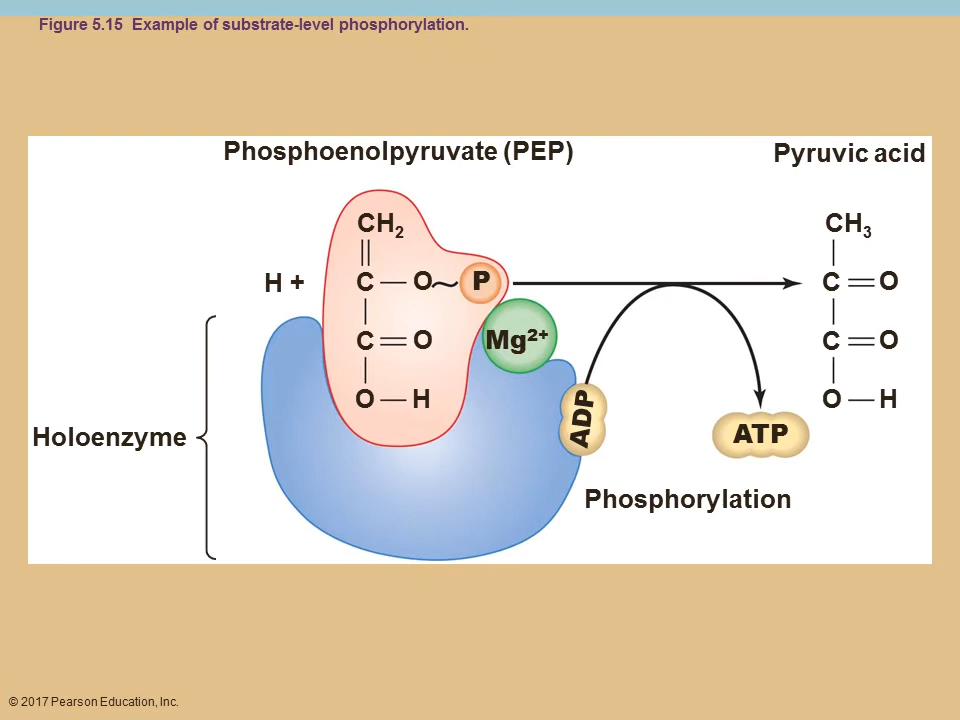 Figure 5.15 Example of substrate-level phosphorylation.
Phosphoenolpyruvate (PEP)
Pyruvic acid
CH2
CH3
H +
C — O ~ P
C = O
C = O
Mg2+
C = O
O — H
O — H
ADP
Holoenzyme
ATP
Phosphorylation
© 2017 Pearson Education, Inc.